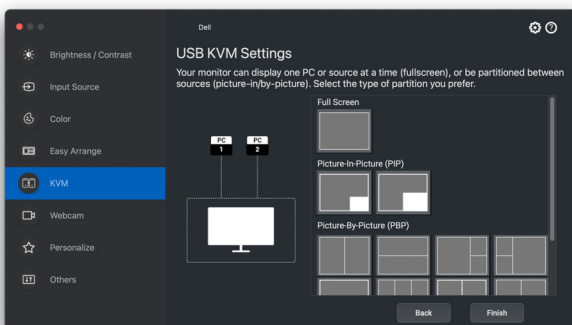 Dell
Brightness / Contrast
Input Source
Color
Easy Arrange
KVM
Webcam
Personalize
Others
USB KVM Settings
Your monitor can display one PC or source at a time (fullscreen), or be partitioned between
sources (picture-in/by-picture). Select the type of partition you prefer.
PC
1
PC
2
Full Screen
Picture-In-Picture (PIP)
Picture-By-Picture (PBP)
Back
Finish